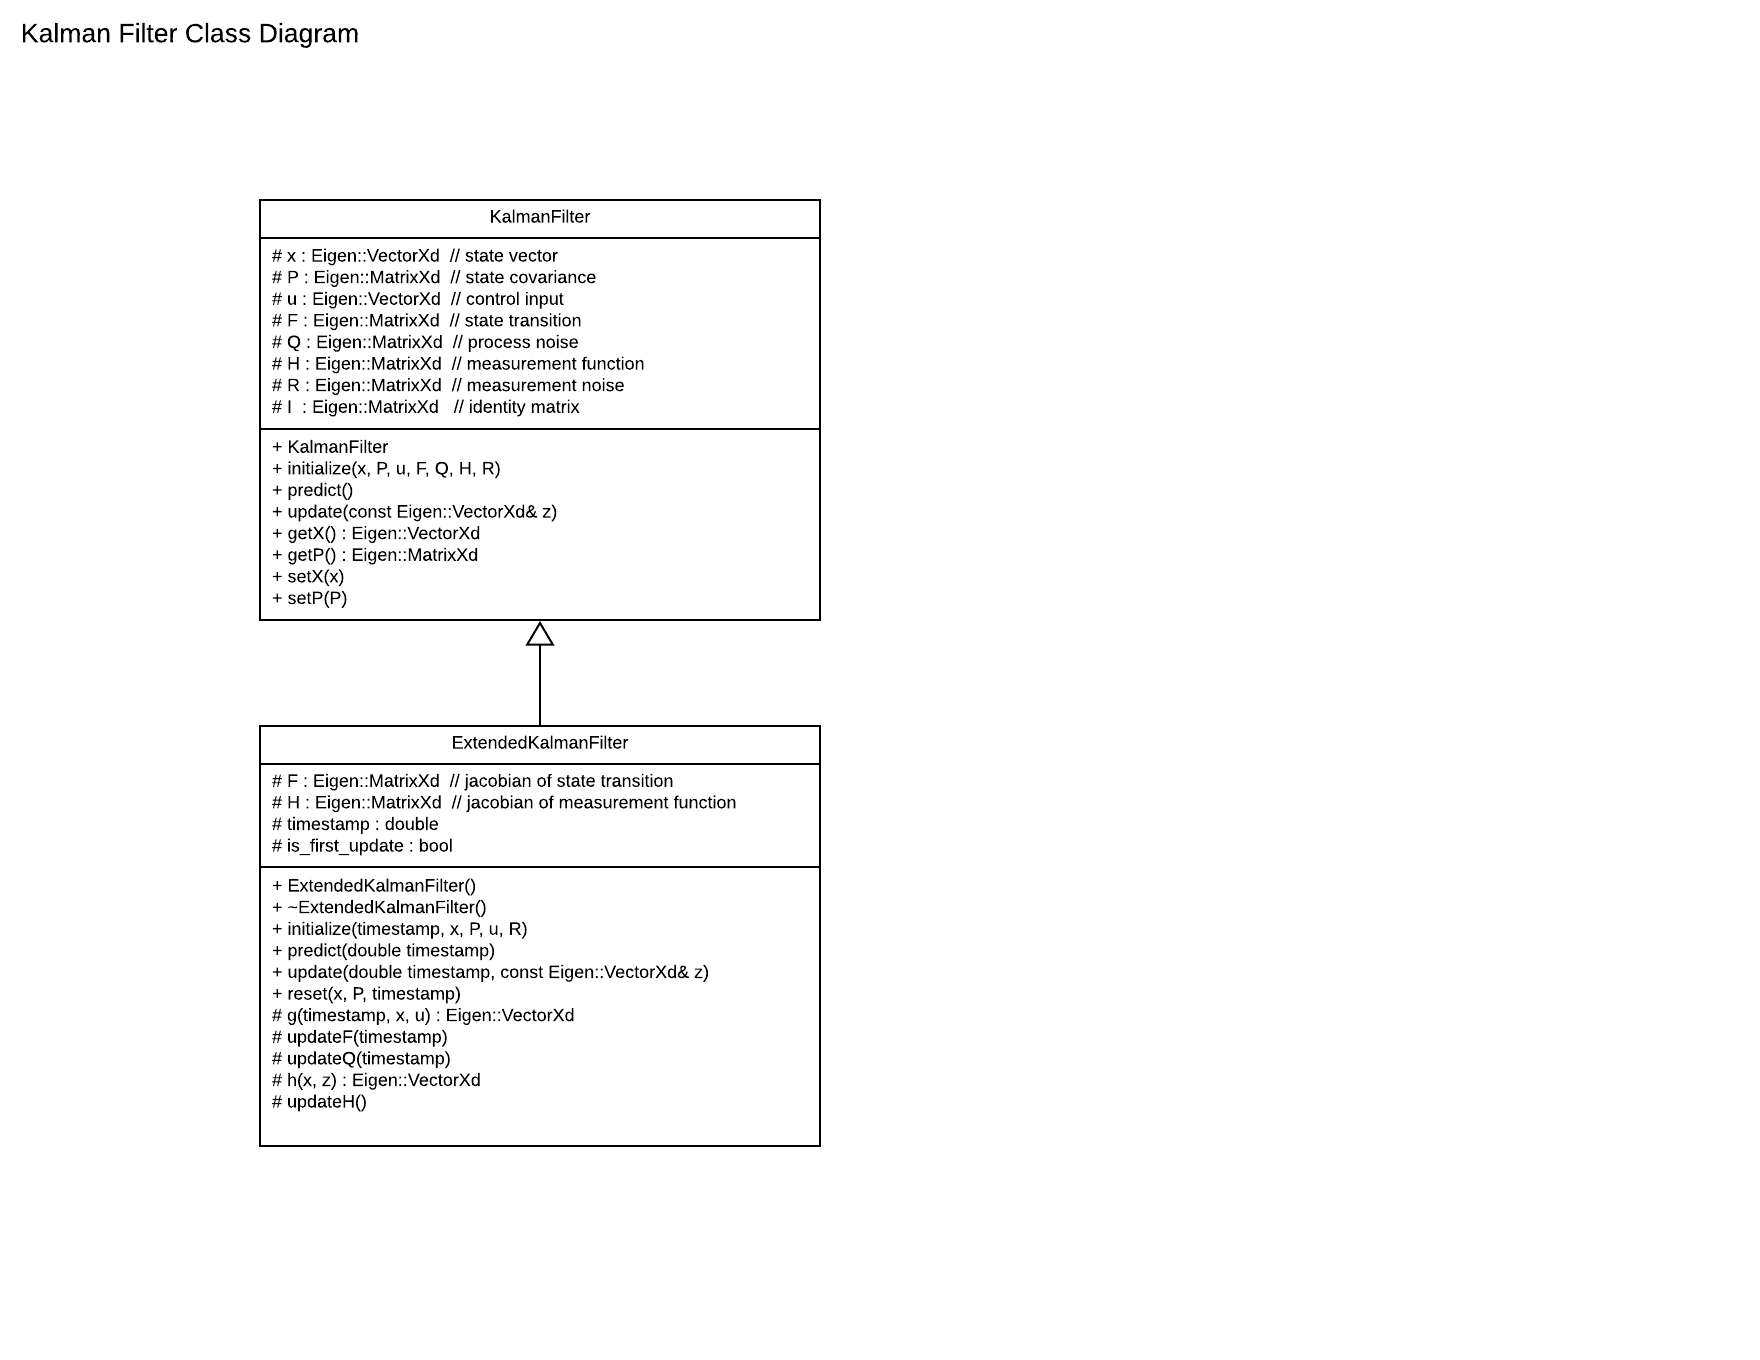 Kalman Filter Class Diagram
KalmanFilter
# x : Eigen::VectorXd  // state vector
# P : Eigen::MatrixXd  // state covariance
# u : Eigen::VectorXd  // control input
# F : Eigen::MatrixXd  // state transition
# Q : Eigen::MatrixXd  // process noise
# H : Eigen::MatrixXd  // measurement function
# R : Eigen::MatrixXd  // measurement noise
# I  : Eigen::MatrixXd   // identity matrix
+ KalmanFilter
+ initialize(x, P, u, F, Q, H, R)
+ predict()
+ update(const Eigen::VectorXd& z)
+ getX() : Eigen::VectorXd
+ getP() : Eigen::MatrixXd
+ setX(x)
+ setP(P)
ExtendedKalmanFilter
# F : Eigen::MatrixXd  // jacobian of state transition
# H : Eigen::MatrixXd  // jacobian of measurement function
# timestamp : double
# is_first_update : bool
+ ExtendedKalmanFilter()
+ ~ExtendedKalmanFilter()
+ initialize(timestamp, x, P, u, R)
+ predict(double timestamp)
+ update(double timestamp, const Eigen::VectorXd& z)
+ reset(x, P, timestamp)
# g(timestamp, x, u) : Eigen::VectorXd
# updateF(timestamp)
# updateQ(timestamp)
# h(x, z) : Eigen::VectorXd
# updateH()